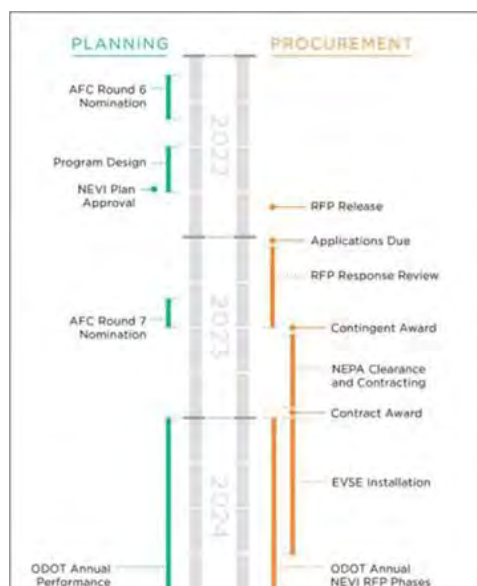 PLANNING
PROCUREMENT
AFC Round 6
Nomination
2022
Program Design
NEVI Plan
Approval
RFP Release
Applications Due
RFP Response Review
2023
AFC Round 7
Nomination
Contingent Award
NEPA Clearance
and Contracting
Contract Award
2024
EVSE Installation
ODOT Annual
Performance
ODOT Annual
NEVI RFP Phases